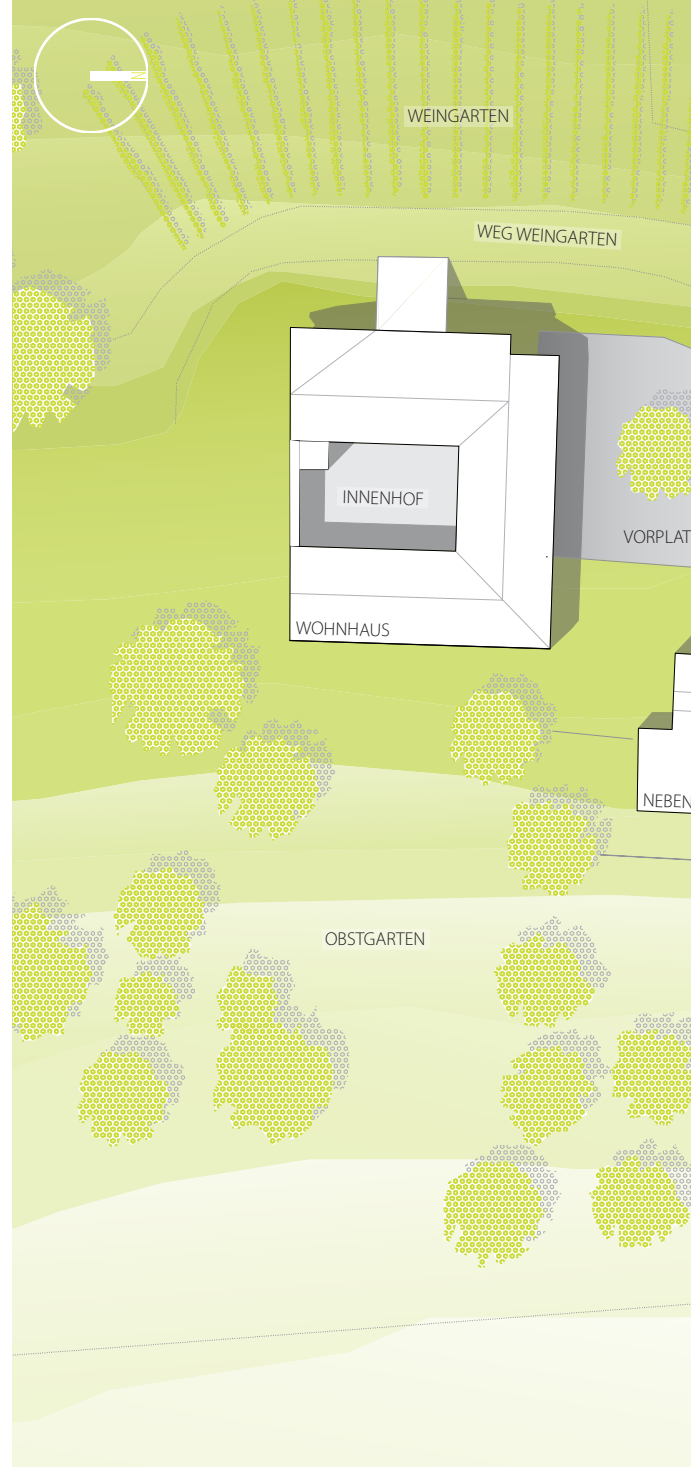 N
WEINGARTEN
WEG WEINGARTEN
INNENHOF
VORPLAT
WOHNHAUS
NEBEN
OBSTGARTEN